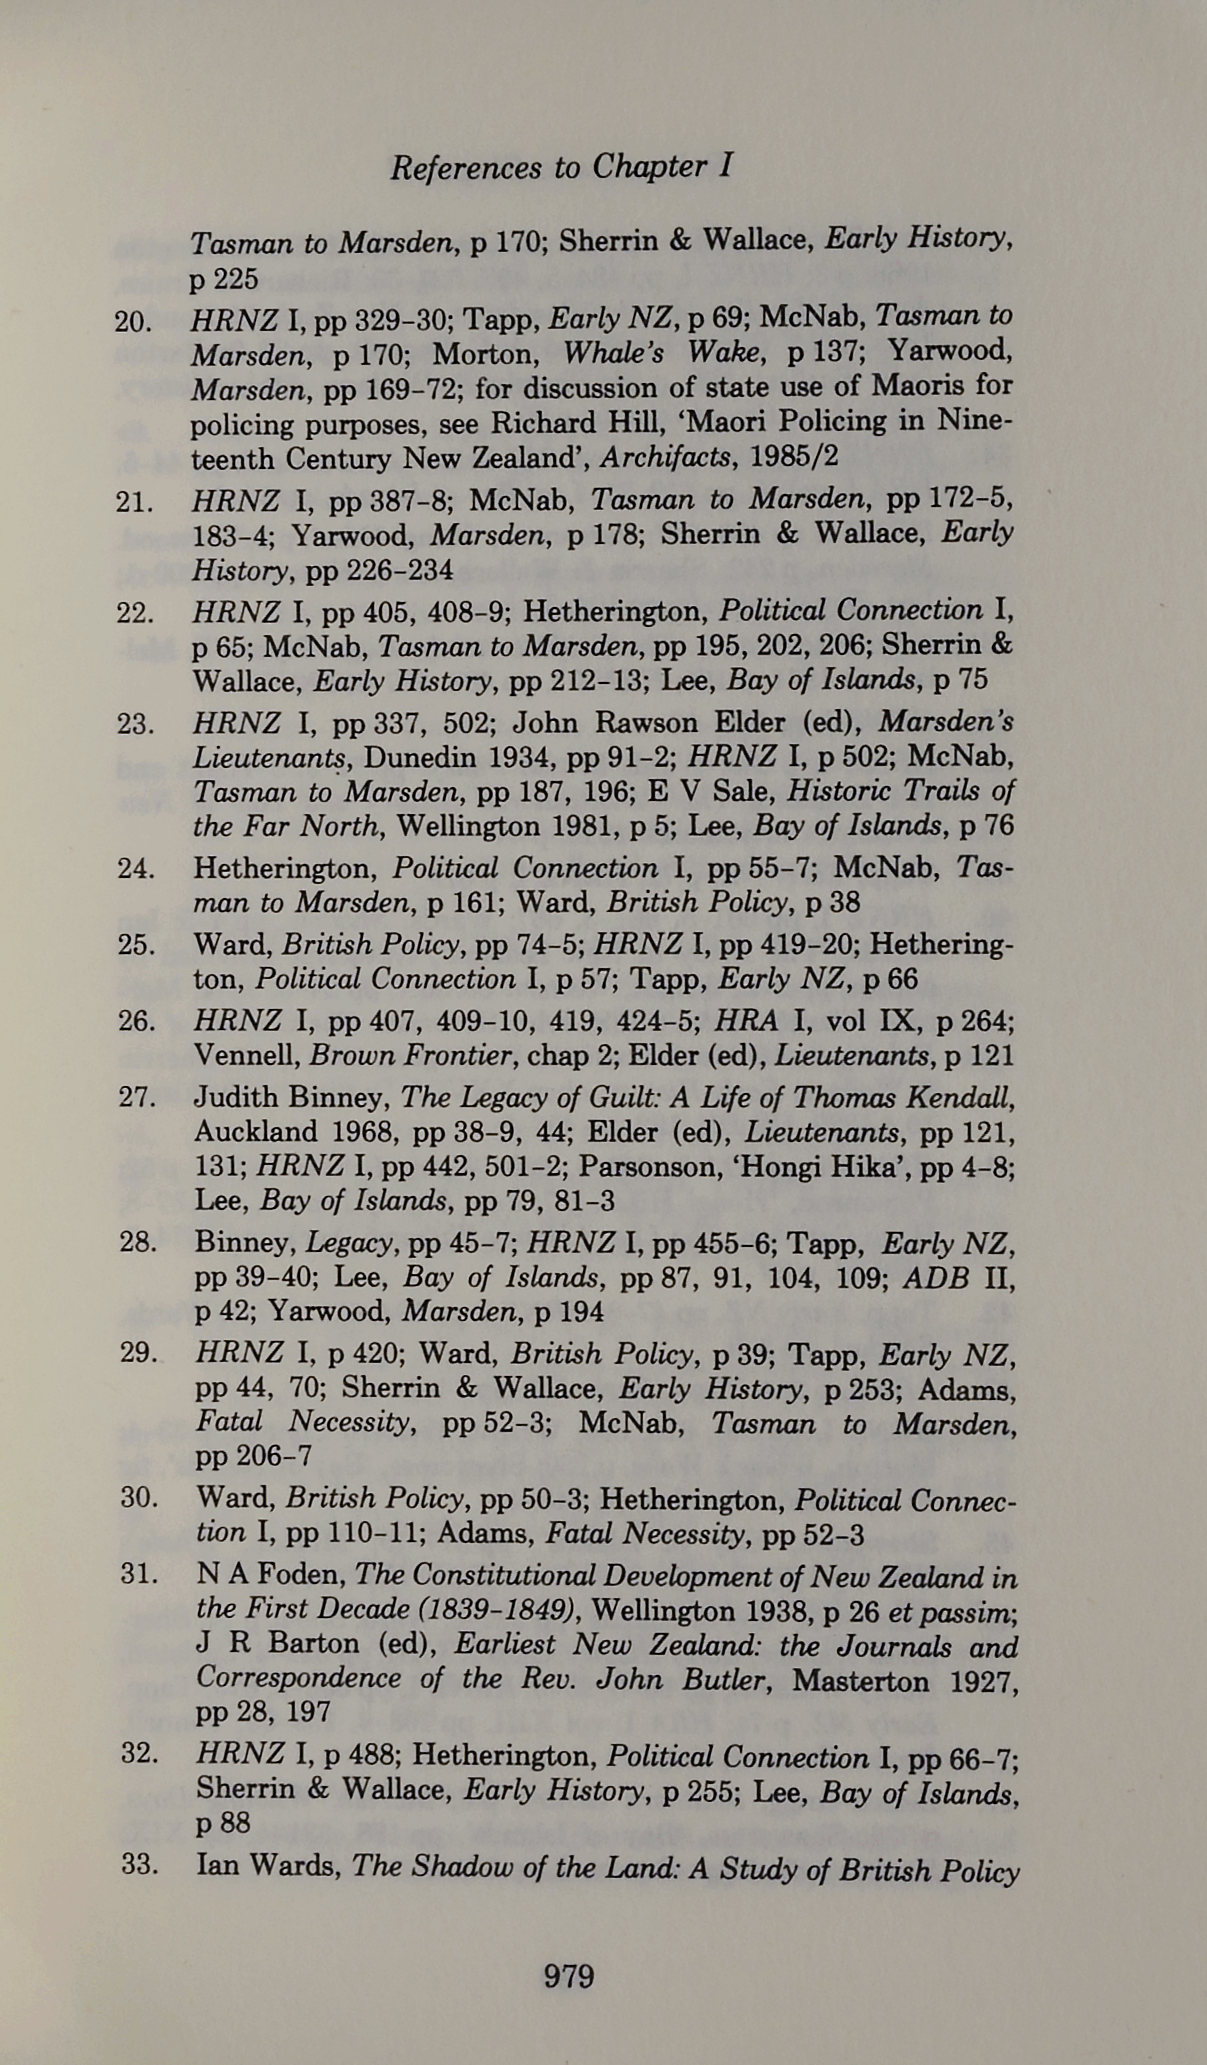 References to Chapter I
Tasman to Marsden, p 170; Sherrin & Wallace, Early History,
p 225
20. HRNZ I, pp 329–30; Tapp, Early NZ, p 69; McNab, Tasman to
Marsden, p 170; Morton, Whale's Wake, p 137; Yarwood,
Marsden, pp 169–72; for discussion of state use of Maoris for
policing purposes, see Richard Hill, ‘Maori Policing in Nine-
teenth Century New Zealand’, Archifacts, 1985/2
21. HRNZ I, pp 387–8; McNab, Tasman to Marsden, pp 172–5,
183–4; Yarwood, Marsden, p 178; Sherrin & Wallace, Early
History, pp 226–234
22. HRNZ I, pp 405, 408–9; Hetherington, Political Connection I,
p 65; McNab, Tasman to Marsden, pp 195, 202, 206; Sherrin &
Wallace, Early History, pp 212–13; Lee, Bay of Islands, p 75
23. HRNZ I, pp 337, 502; John Rawson Elder (ed), Marsden's
Lieutenants, Dunedin 1934, pp 91–2; HRNZ I, p 502; McNab,
Tasman to Marsden, pp 187, 196; E V Sale, Historic Trails of
the Far North, Wellington 1981, p 5; Lee, Bay of Islands, p 76
24. Hetherington, Political Connection I, pp 55–7; McNab, Tas-
man to Marsden, p 161; Ward, British Policy, p 38
25. Ward, British Policy, pp 74–5; HRNZ I, pp 419–20; Hethering-
ton, Political Connection I, p 57; Tapp, Early NZ, p 66
26. HRNZ I, pp 407, 409–10, 419, 424–5; HRA I, vol IX, p 264;
Vennell, Brown Frontier, chap 2; Elder (ed), Lieutenants, p 121
27. Judith Binney, The Legacy of Guilt: A Life of Thomas Kendall,
Auckland 1968, pp 38–9, 44; Elder (ed), Lieutenants, pp 121,
131; HRNZ I, pp 442, 501–2; Parsonson, ‘Hongi Hika’, pp 4–8;
Lee, Bay of Islands, pp 79, 81–3
28. Binney, Legacy, pp 45–7; HRNZ I, pp 455–6; Tapp, Early NZ,
pp 39–40; Lee, Bay of Islands, pp 87, 91, 104, 109; ADB II,
p 42; Yarwood, Marsden, p 194
29. HRNZ I, p 420; Ward, British Policy, p 39; Tapp, Early NZ,
pp 44, 70; Sherrin & Wallace, Early History, p 253; Adams,
Fatal Necessity, pp 52–3; McNab, Tasman to Marsden,
pp 206–7
30. Ward, British Policy, pp 50–3; Hetherington, Political Connec-
tion I, pp 110–11; Adams, Fatal Necessity, pp 52–3
31. N A Foden, The Constitutional Development of New Zealand in
the First Decade (1839–1849), Wellington 1938, p 26 et passim;
J R Barton (ed), Earliest New Zealand: the Journals and
Correspondence of the Rev. John Butler, Masterton 1927,
pp 28, 197
32. HRNZ I, p 488; Hetherington, Political Connection I, pp 66–7;
Sherrin & Wallace, Early History, p 255; Lee, Bay of Islands,
p 88
33. Ian Wards, The Shadow of the Land: A Study of British Policy
979